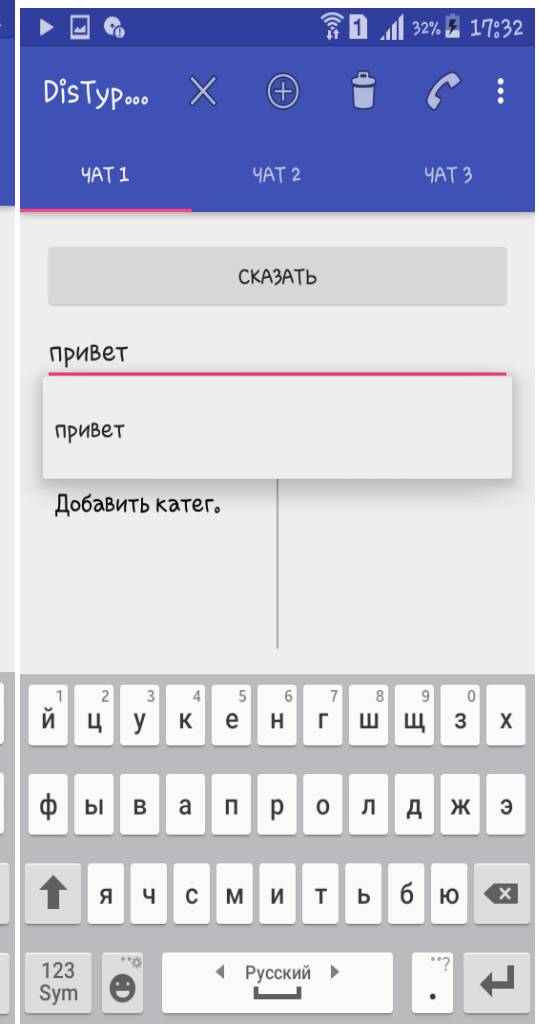 1 32% 17:32
DisTyp...
ЧАТ 1 ЧАТ 2 ЧАТ 3
СКАЗАТЬ
привет
привет
Добавить катег.
1 2 3 4 5 6 7 8 9 0
й ц у к е н г ш щ з х
ф ы в а п р о л д ж э
я ч с м и т ь б ю
123
Sym
Русский
. ?